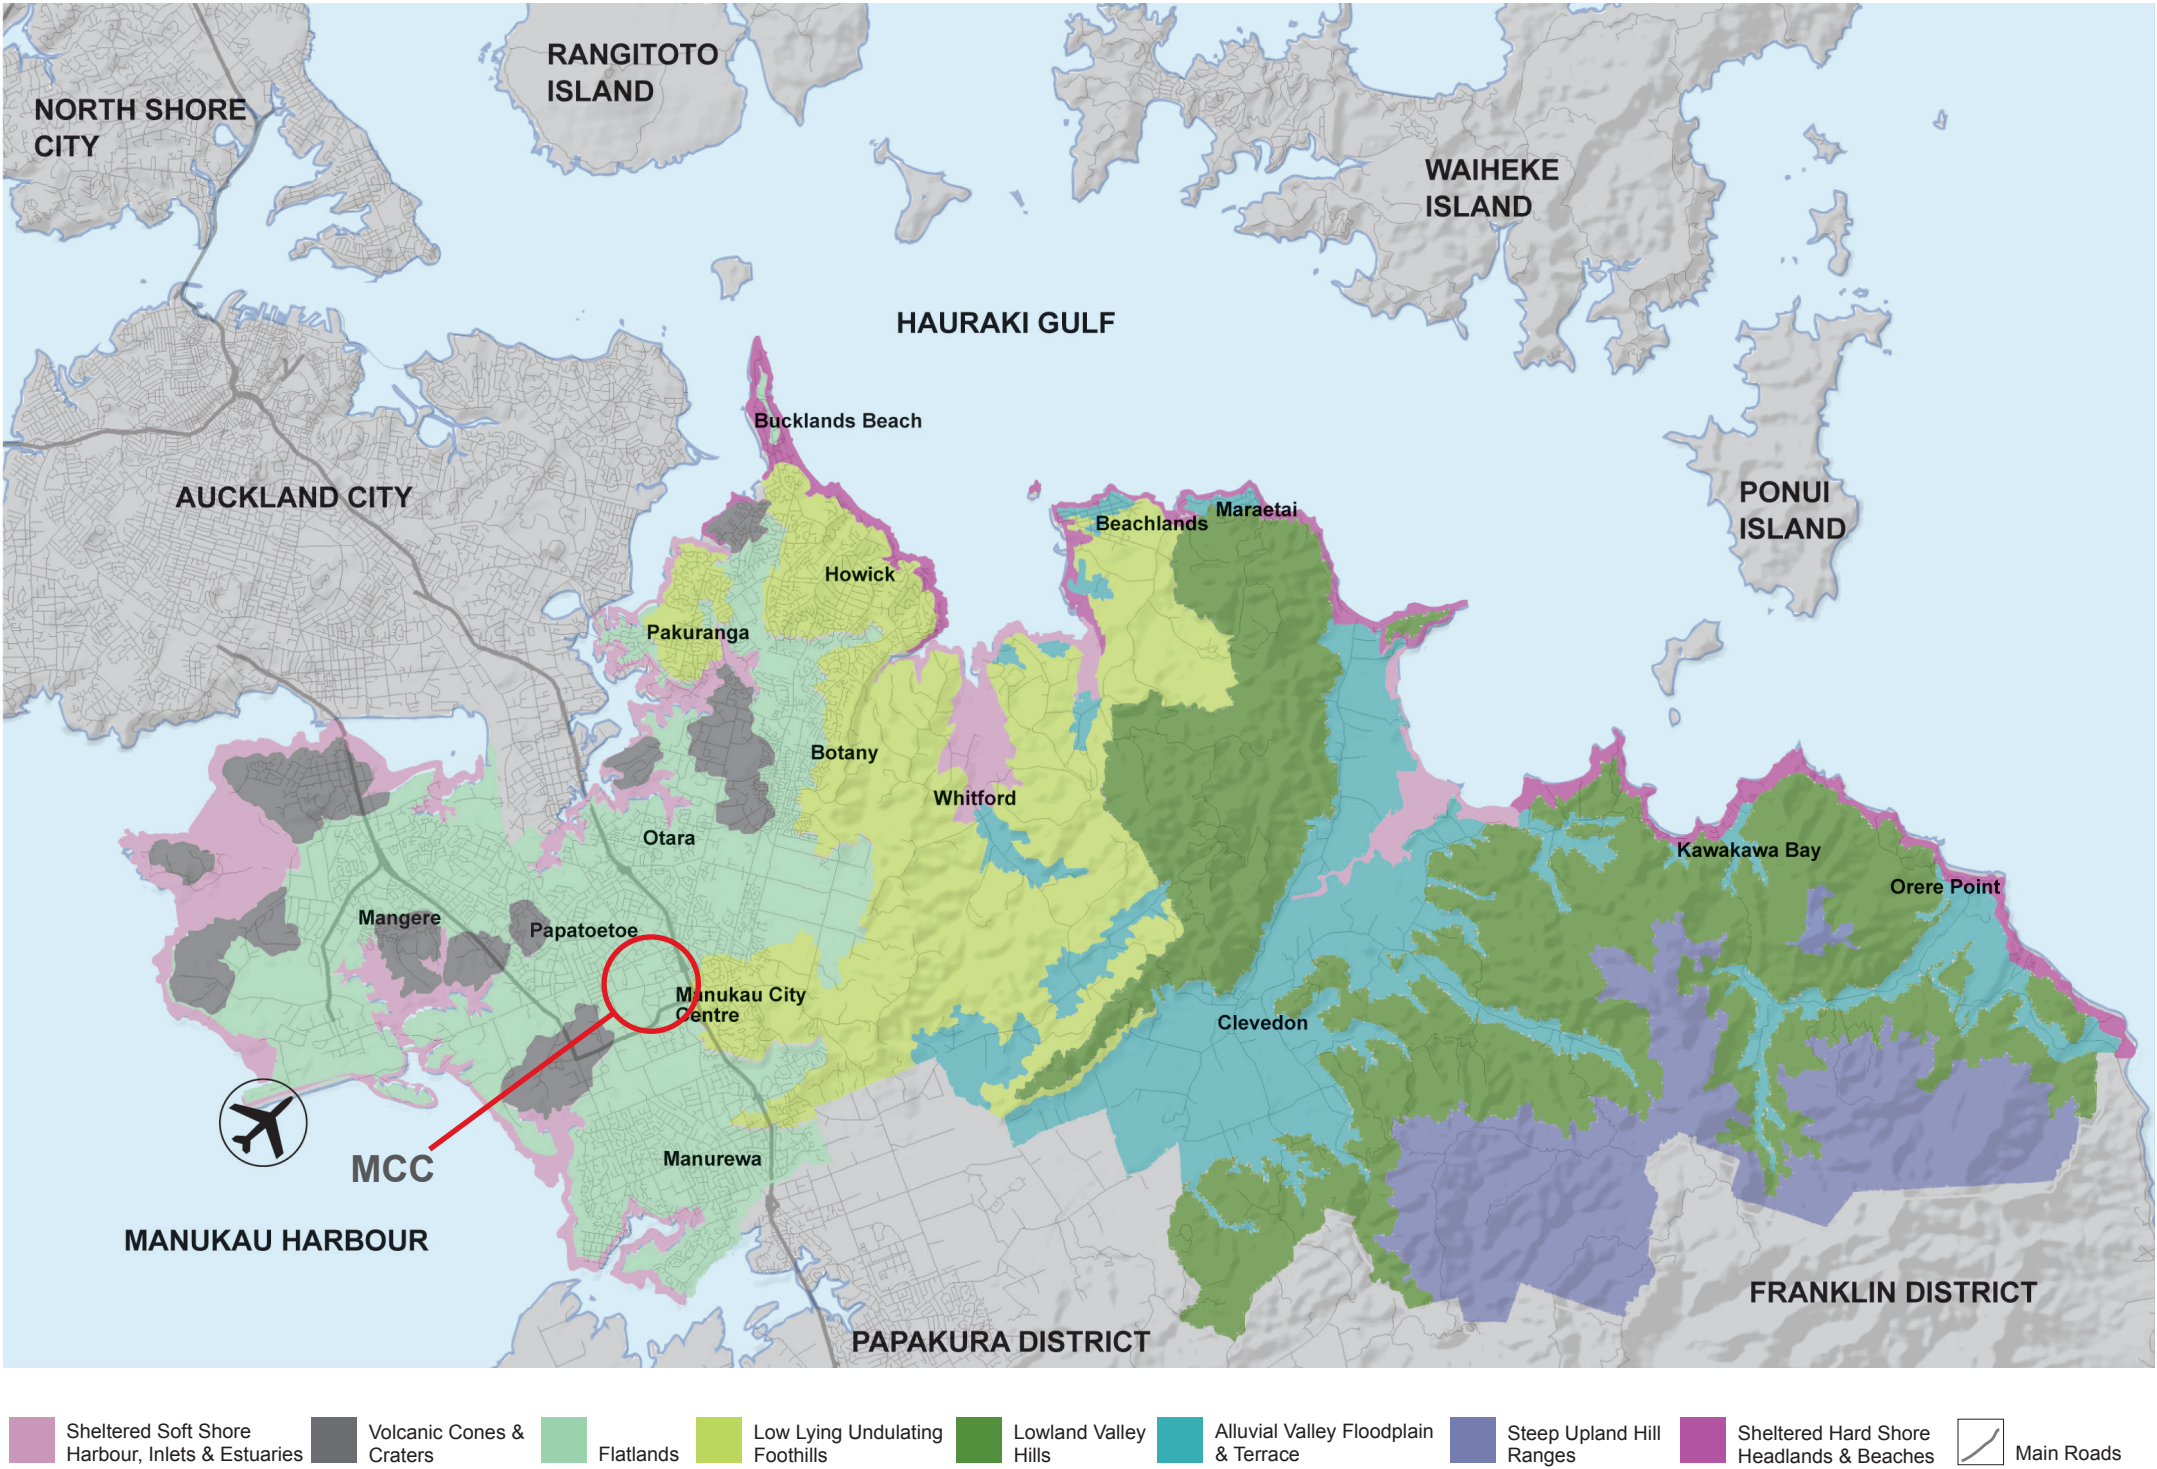 RANGITOTO
ISLAND
NORTH SHORE
CITY
WAIHEKE
ISLAND
HAURAKI GULF
Bucklands Beach
AUCKLAND CITY
PONUI
ISLAND
Maraetai
Beachlands
Howick
Pakuranga
Botany
Whitford
Otara
Kawakawa Bay
Orere Point
Mangere
Papatoetoe
Manukau City
Centre
Clevedon
Manurewa
MCC
MANUKAU HARBOUR
FRANKLIN DISTRICT
PAPAKURA DISTRICT
Sheltered Soft Shore
Harbour, Inlets & Estuaries
Volcanic Cones &
Craters
Flatlands
Low Lying Undulating
Foothills
Lowland Valley
Hills
Alluvial Valley Floodplain
& Terrace
Steep Upland Hill
Ranges
Sheltered Hard Shore
Headlands & Beaches
Main Roads